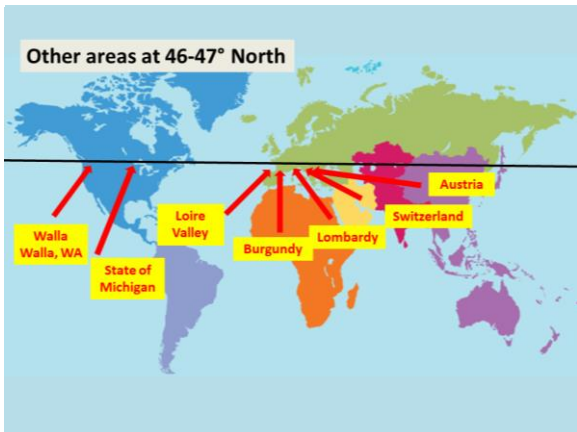 Other areas at 46-47° North
Walla
Walla, WA
State of
Michigan
Loire
Valley
Burgundy
Lombardy
Switzerland
Austria